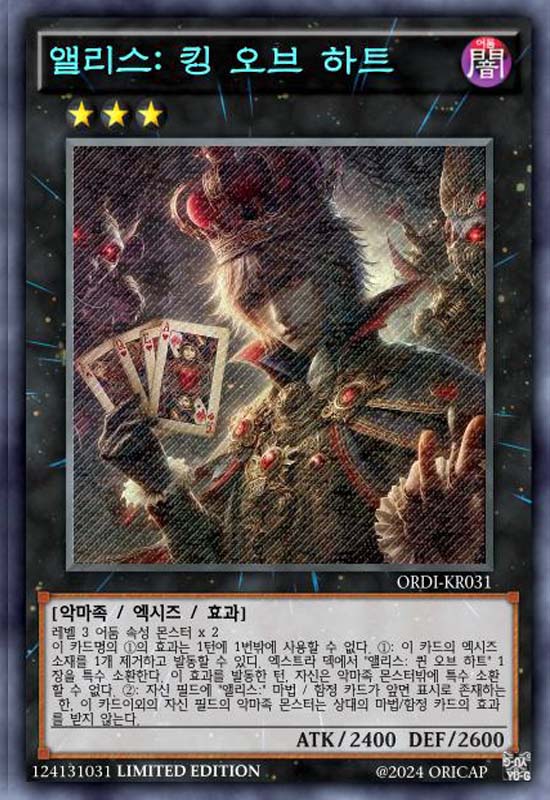 앨리스: 킹 오브 하트
어둠
闇
ORDI-KR031
[악마족 / 엑시즈 / 효과]
레벨 3 어둠 속성 몬스터 x 2
이 카드명의 ①의 효과는 1턴에 1번밖에 사용할 수 없다. ①: 이 카드의 엑시즈
소재를 1개 제거하고 발동할 수 있다. 엑스트라 덱에서 "앨리스: 퀸 오브 하트" 1
장을 특수 소환한다. 이 효과를 발동한 턴, 자신은 악마족 몬스터밖에 특수 소환
할 수 없다. ②: 자신 필드에 "앨리스:" 마법 / 함정 카드가 앞면 표시로 존재하는
한, 이 카드이외의 자신 필드의 악마족 몬스터는 상대의 마법/함정 카드의 효과
를 받지 않는다.
ATK/2400 DEF/2600
124131031 LIMITED EDITION
@2024 ORICAP